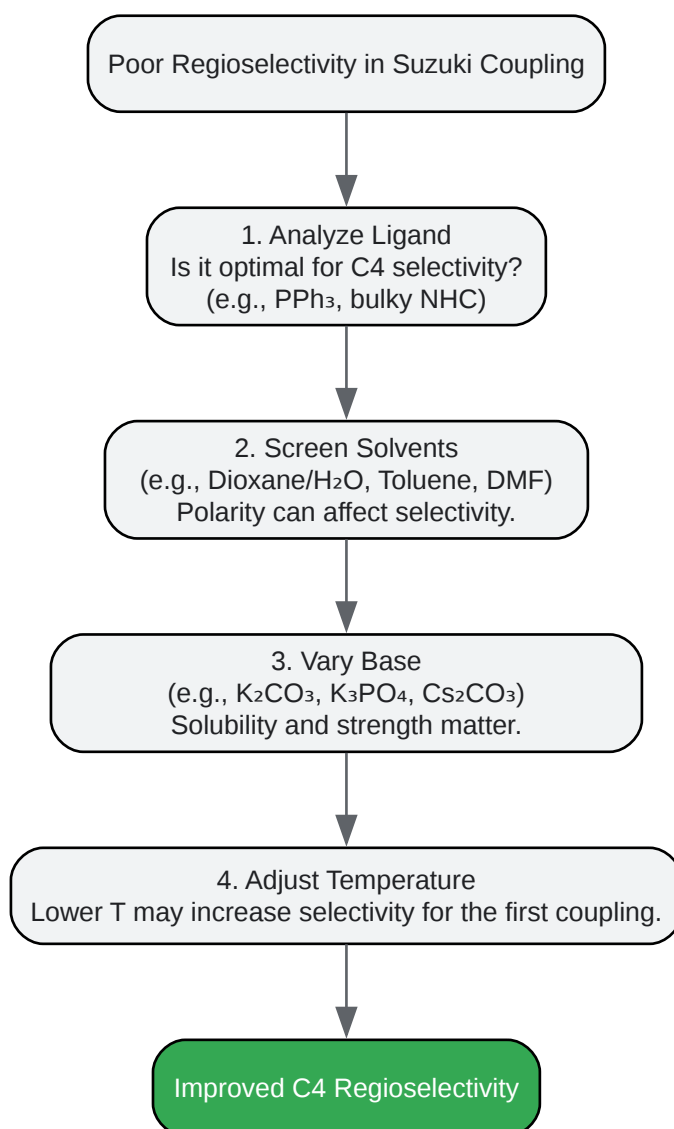 Poor Regioselectivity in Suzuki Coupling
1. Analyze Ligand
Is it optimal for C4 selectivity?
(e.g., PPh₃, bulky NHC)
2. Screen Solvents
(e.g., Dioxane/H₂O, Toluene, DMF)
Polarity can affect selectivity.
3. Vary Base
(e.g., K₂CO₃, K₃PO₄, Cs₂CO₃)
Solubility and strength matter.
4. Adjust Temperature
Lower T may increase selectivity for the first coupling.
Improved C4 Regioselectivity